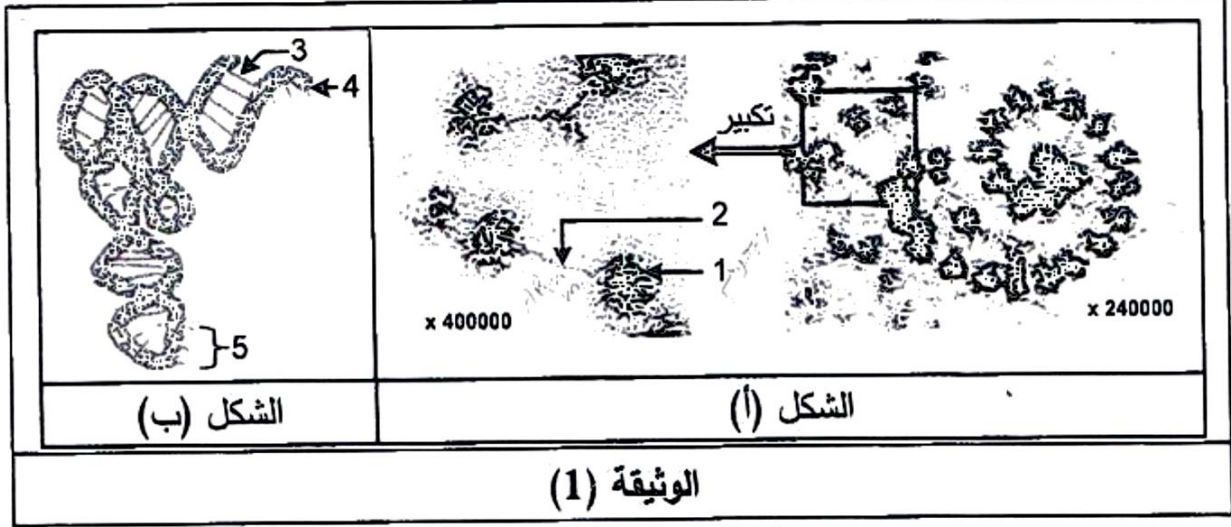 3
4
5
تكبير
2
1
x 400000
x 240000
الشكل (أ)
الشكل (ب)
الوثيقة (1)